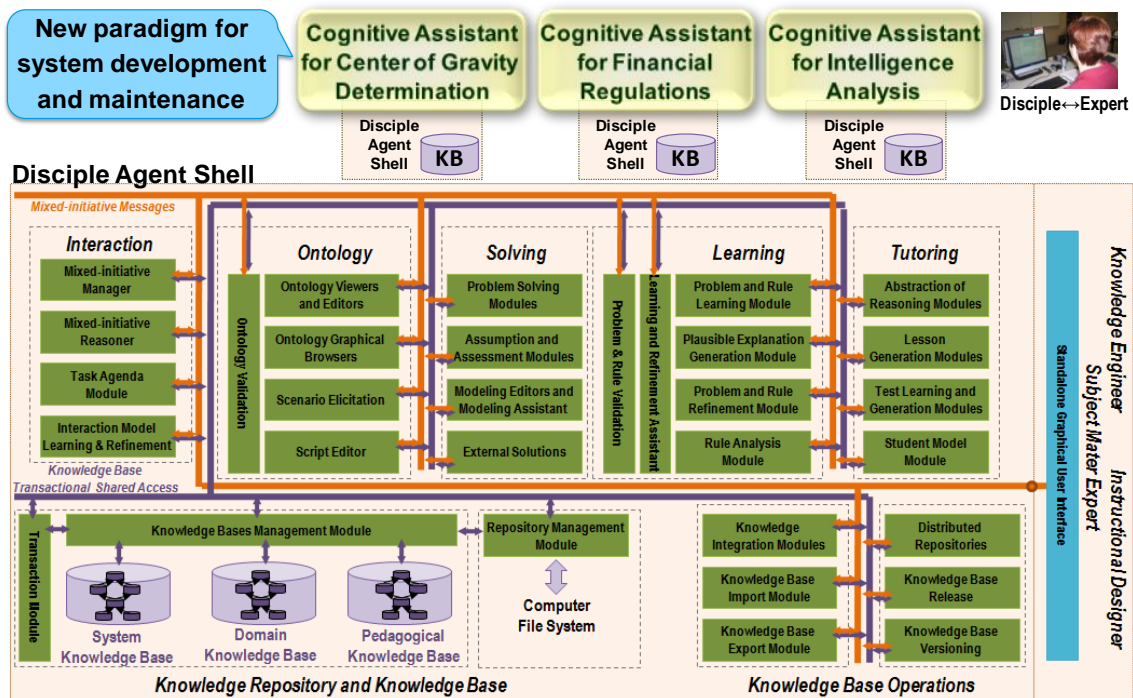 New paradigm for
system development
and maintenance
Cognitive Assistant
for Center of Gravity
Determination
Cognitive Assistant
for Financial
Regulations
Cognitive Assistant
for Intelligence
Analysis
Disciple↔Expert
Disciple
Agent
Shell
KB
Disciple
Agent
Shell
KB
Disciple
Agent
Shell
KB
Disciple Agent Shell
Mixed-initiative Messages
Interaction
Mixed-initiative
Manager
Mixed-initiative
Reasoner
Task Agenda
Module
Interaction Model
Learning & Refinement
Knowledge Base
Transactional Shared Access
Ontology
Ontology Validation
Ontology Viewers
and Editors
Ontology Graphical
Browsers
Scenario Elicitation
Script Editor
Solving
Problem Solving
Modules
Assumption and
Assessment Modules
Modeling Editors and
Modeling Assistant
External Solutions
Learning
Problem & Rule Validation
Learning and Refinement Assistant
Problem and Rule
Learning Module
Plausible Explanation
Generation Module
Problem and Rule
Refinement Module
Rule Analysis
Module
Tutoring
Abstraction of
Reasoning Modules
Lesson
Generation Modules
Test Learning and
Generation Modules
Student Model
Module
Standalone Graphical User Interface
Knowledge Engineer
Subject Mater Expert
Instructional Designer
Transaction Module
Knowledge Bases Management Module
System
Knowledge Base
Domain
Knowledge Base
Pedagogical
Knowledge Base
Repository Management
Module
Computer
File System
Knowledge Repository and Knowledge Base
Knowledge
Integration Modules
Knowledge Base
Import Module
Knowledge Base
Export Module
Distributed
Repositories
Knowledge Base
Release
Knowledge Base
Versioning
Knowledge Base Operations